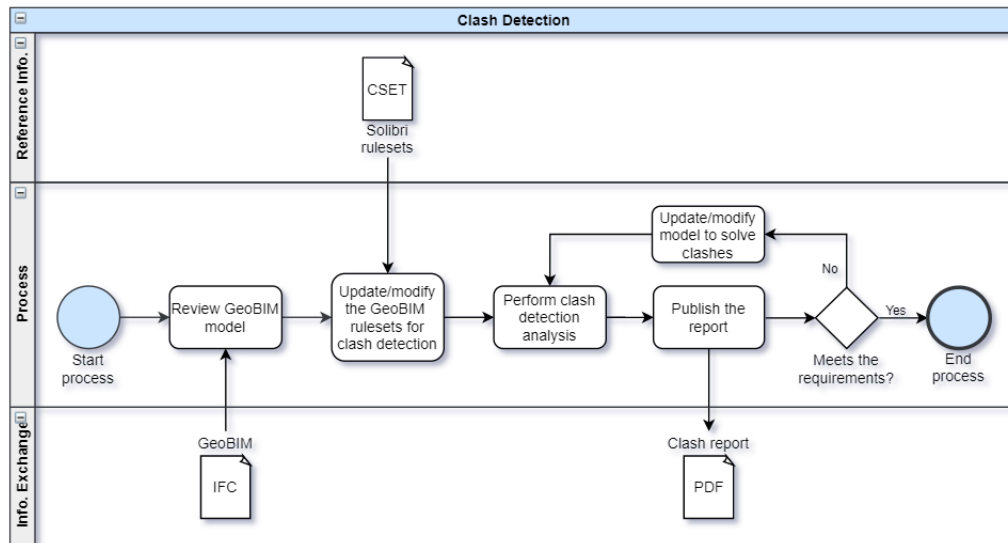 Clash Detection
Reference Info.
CSET
Solibri
rulesets
Process
Start
process
Review GeoBIM
model
Update/modify
the GeoBIM
rulesets for
clash detection
Perform clash
detection
analysis
Update/modify
model to solve
clashes
Publish the
report
No
Yes
Meets the
requirements?
End
process
Info. Exchange
GeoBIM
IFC
Clash report
PDF